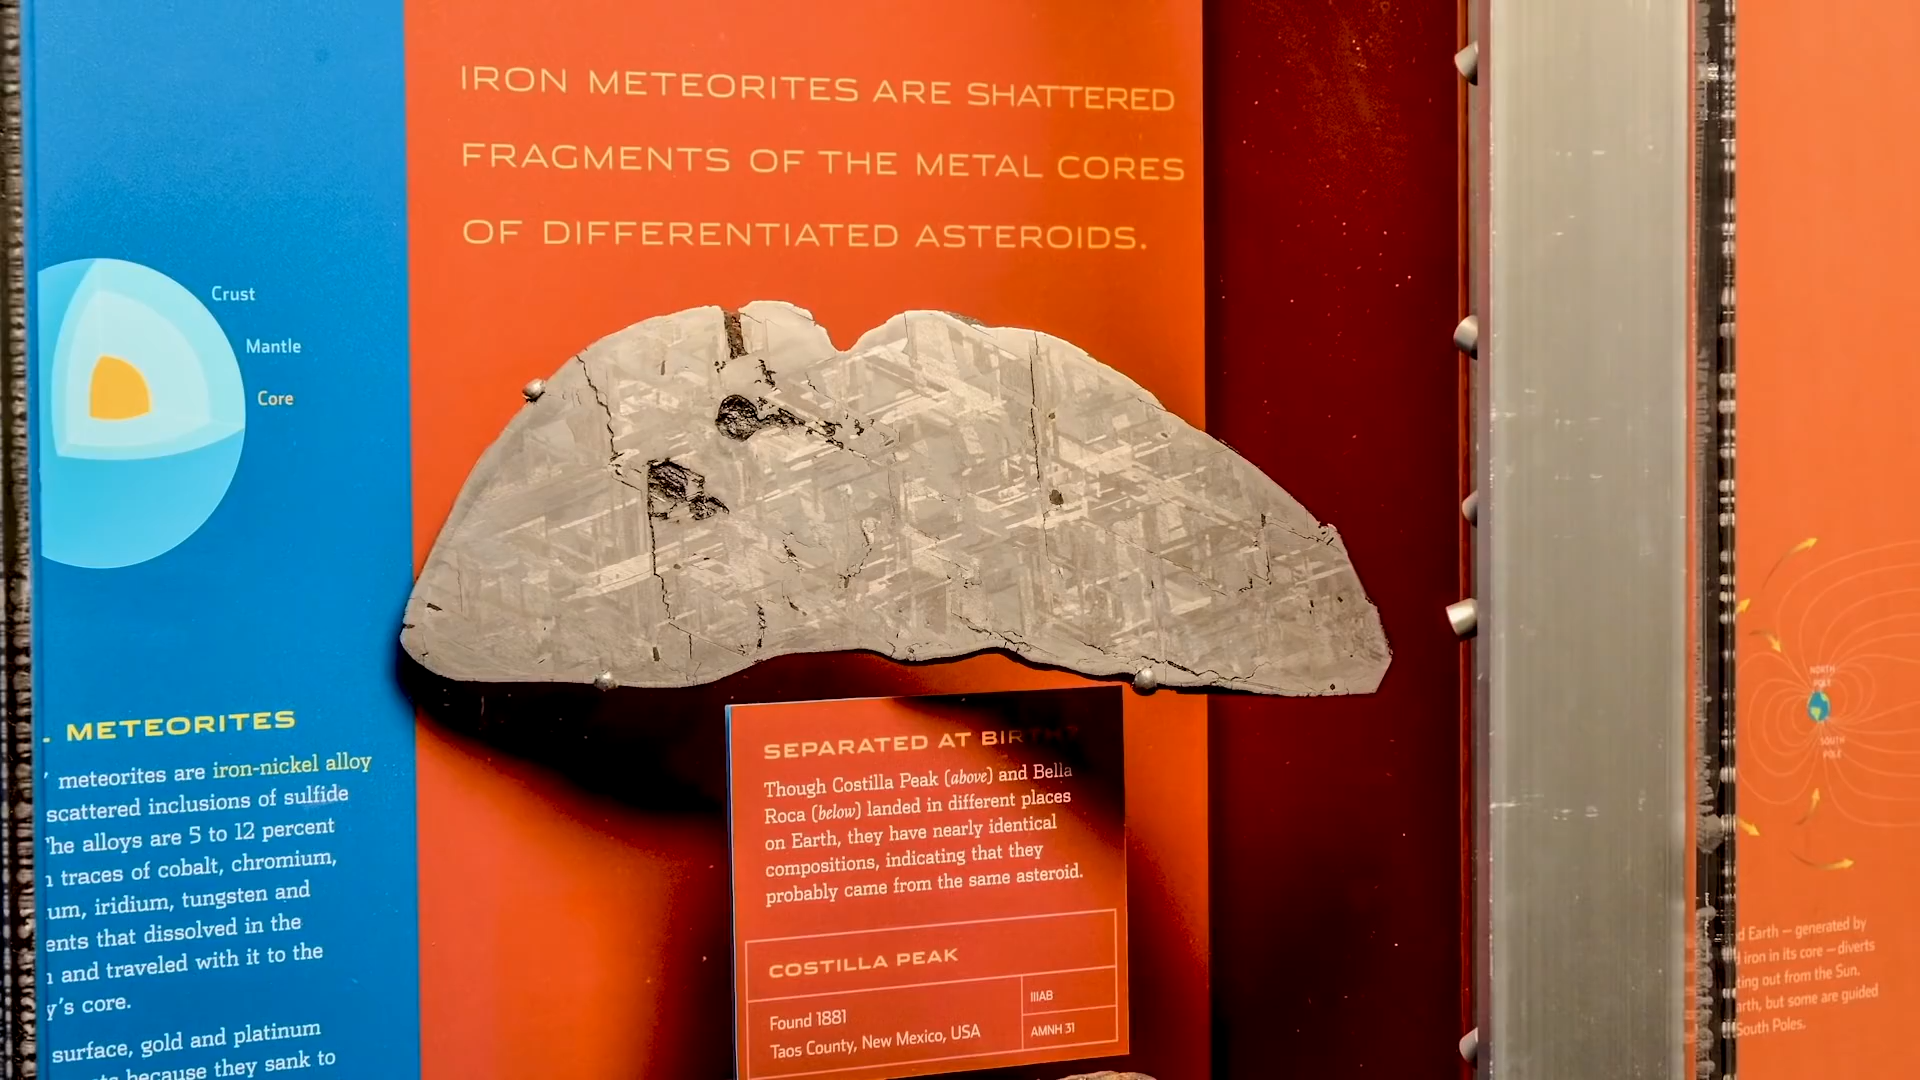 IRON METEORITES ARE SHATTERED
FRAGMENTS OF THE METAL CORES
OF DIFFERENTIATED ASTEROIDS.
Crust
Mantle
Core
. METEORITES
meteorites are iron-nickel alloy
scattered inclusions of sulfide
The alloys are 5 to 12 percent
traces of cobalt, chromium,
um, iridium, tungsten and
ents that dissolved in the
and traveled with it to the
y's core.
surface, gold and platinum
because they sank to
SEPARATED AT BIRTH?
Though Costilla Peak (above) and Bella
Roca (below) landed in different places
on Earth, they have nearly identical
compositions, indicating that they
probably came from the same asteroid.
COSTILLA PEAK
Found 1881
Taos County, New Mexico, USA
IIIAB
AMNH 31
NORTH
POLE
SOUTH
POLE
d Earth — generated by
iron in its core — diverts
ting out from the Sun.
arth, but some are guided
South Poles.